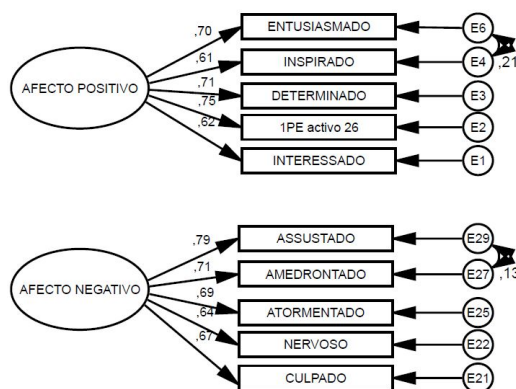 ,70
ENTUSIASMADO
E6
,61
INSPIRADO
E4
,21
AFECTO POSITIVO
,71
DETERMINADO
E3
,75
1PE activo 26
E2
,62
INTERESSADO
E1
,79
ASSUSTADO
E29
,71
AMEDRONTADO
E27
,13
AFECTO NEGATIVO
,69
ATORMENTADO
E25
,64
NERVOSO
E22
,67
CULPADO
E21